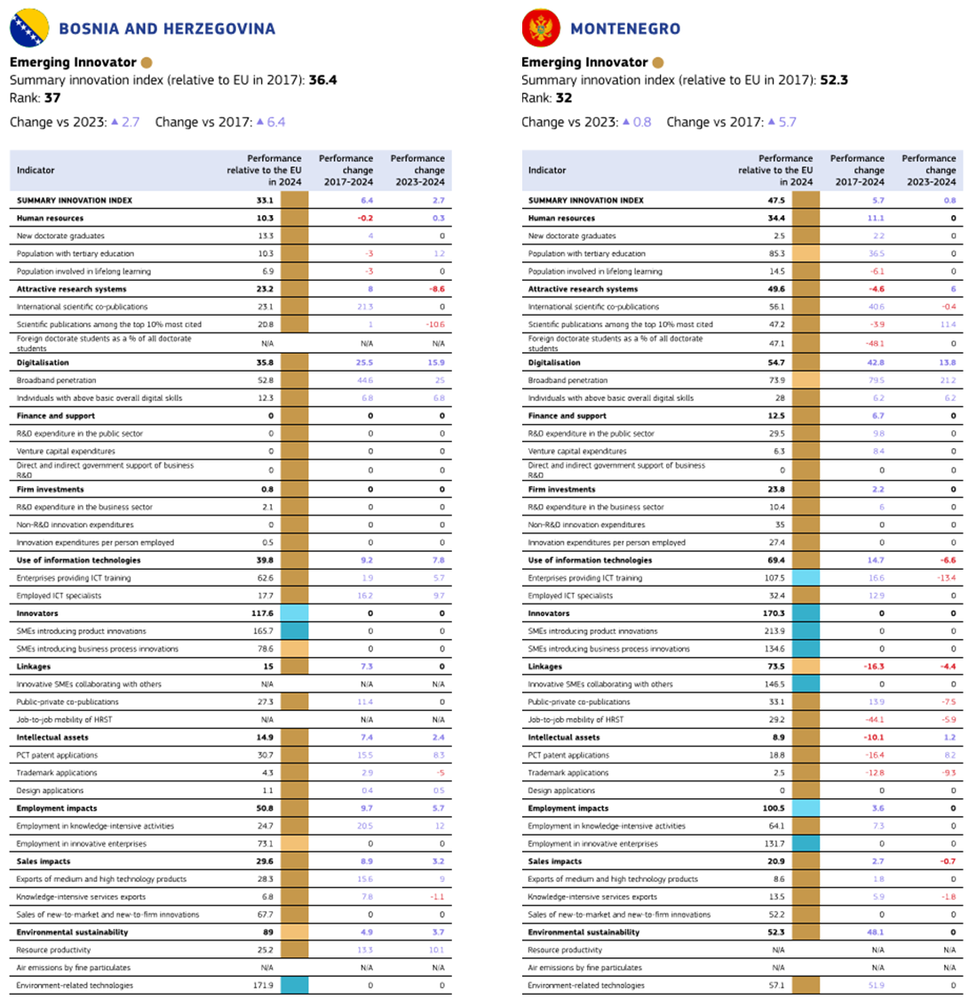 BOSNIA AND HERZEGOVINA
Emerging Innovator
Summary innovation index (relative to EU in 2017): 36.4
Rank: 37
Change vs 2023: ▲ 2.7 Change vs 2017: ▲ 6.4
Indicator Performance relative to the EU in 2024 Performance change 2017-2024 Performance change 2023-2024
SUMMARY INNOVATION INDEX 33.1 6.4 2.7
Human resources 10.3 -0.2 0.3
New doctorate graduates 13.3 4 0
Population with tertiary education 10.3 -3 1.2
Population involved in lifelong learning 6.9 -3 0
Attractive research systems 23.2 8 -8.6
International scientific co-publications 23.1 21.3 0
Scientific publications among the top 10% most cited 20.8 1 -10.6
Foreign doctorate students as a % of all doctorate students N/A N/A N/A
Digitalisation 35.8 25.5 15.9
Broadband penetration 52.8 44.6 25
Individuals with above basic overall digital skills 12.3 6.8 6.8
Finance and support 0 0 0
R&D expenditure in the public sector 0 0 0
Venture capital expenditures 0 0 0
Direct and indirect government support of business R&D 0 0 0
Firm investments 0.8 0 0
R&D expenditure in the business sector 2.1 0 0
Non-R&D innovation expenditures 0 0 0
Innovation expenditures per person employed 0.5 0 0
Use of information technologies 39.8 9.2 7.8
Enterprises providing ICT training 62.6 1.9 5.7
Employed ICT specialists 17.7 16.2 9.7
Innovators 117.6 0 0
SMEs introducing product innovations 165.7 0 0
SMEs introducing business process innovations 78.6 0 0
Linkages 15 7.3 0
Innovative SMEs collaborating with others N/A N/A N/A
Public-private co-publications 27.3 11.4 0
Job-to-job mobility of HRST N/A N/A N/A
Intellectual assets 14.9 7.4 2.4
PCT patent applications 30.7 15.5 8.3
Trademark applications 4.3 2.9 -5
Design applications 1.1 0.4 0.5
Employment impacts 50.8 9.7 5.7
Employment in knowledge-intensive activities 24.7 20.5 12
Employment in innovative enterprises 73.1 0 0
Sales impacts 29.6 8.9 3.2
Exports of medium and high technology products 28.3 15.6 9
Knowledge-intensive services exports 6.8 7.8 -1.1
Sales of new-to-market and new-to-firm innovations 67.7 0 0
Environmental sustainability 89 4.9 3.7
Resource productivity 25.2 13.3 10.1
Air emissions by fine particulates N/A N/A N/A
Environment-related technologies 171.9 0 0
MONTENEGRO
Emerging Innovator
Summary innovation index (relative to EU in 2017): 52.3
Rank: 32
Change vs 2023: ▲ 0.8 Change vs 2017: ▲ 5.7
Indicator Performance relative to the EU in 2024 Performance change 2017-2024 Performance change 2023-2024
SUMMARY INNOVATION INDEX 47.5 5.7 0.8
Human resources 34.4 11.1 0
New doctorate graduates 2.5 2.2 0
Population with tertiary education 85.3 36.5 0
Population involved in lifelong learning 14.5 -6.1 0
Attractive research systems 49.6 -4.6 6
International scientific co-publications 56.1 40.6 -0.4
Scientific publications among the top 10% most cited 47.2 -3.9 11.4
Foreign doctorate students as a % of all doctorate students 47.1 -48.1 0
Digitalisation 54.7 42.8 13.8
Broadband penetration 73.9 79.5 21.2
Individuals with above basic overall digital skills 28 6.2 6.2
Finance and support 12.5 6.7 0
R&D expenditure in the public sector 29.5 9.8 0
Venture capital expenditures 6.3 8.4 0
Direct and indirect government support of business R&D 0 0 0
Firm investments 23.8 2.2 0
R&D expenditure in the business sector 10.4 6 0
Non-R&D innovation expenditures 35 0 0
Innovation expenditures per person employed 27.4 0 0
Use of information technologies 69.4 14.7 -6.6
Enterprises providing ICT training 107.5 16.6 -13.4
Employed ICT specialists 32.4 12.9 0
Innovators 170.3 0 0
SMEs introducing product innovations 213.9 0 0
SMEs introducing business process innovations 134.6 0 0
Linkages 73.5 -16.3 -4.4
Innovative SMEs collaborating with others 146.5 0 0
Public-private co-publications 33.1 13.9 -7.5
Job-to-job mobility of HRST 29.2 -44.1 -5.9
Intellectual assets 8.9 -10.1 1.2
PCT patent applications 18.8 -16.4 8.2
Trademark applications 2.5 -12.8 -9.3
Design applications 0 0 0
Employment impacts 100.5 3.6 0
Employment in knowledge-intensive activities 64.1 7.3 0
Employment in innovative enterprises 131.7 0 0
Sales impacts 20.9 2.7 -0.7
Exports of medium and high technology products 8.6 1.8 0
Knowledge-intensive services exports 13.5 5.9 -1.8
Sales of new-to-market and new-to-firm innovations 52.2 0 0
Environmental sustainability 52.3 48.1 0
Resource productivity N/A N/A N/A
Air emissions by fine particulates N/A N/A N/A
Environment-related technologies 57.1 51.9 0